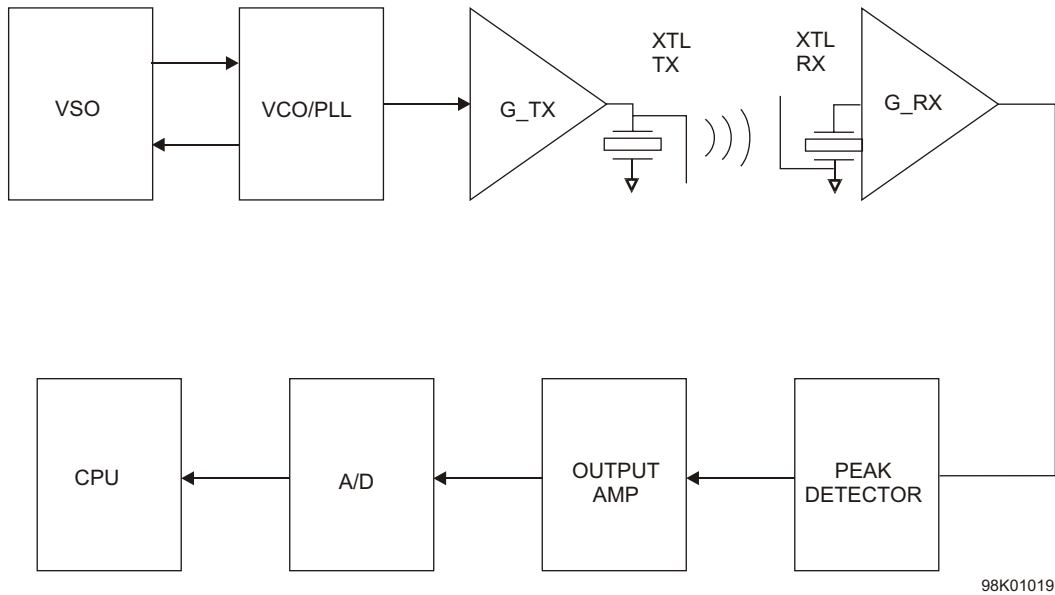 XTL
TX
XTL
RX
VSO
VCO/PLL
G_TX
G_RX
CPU
A/D
OUTPUT
AMP
PEAK
DETECTOR
98K01019